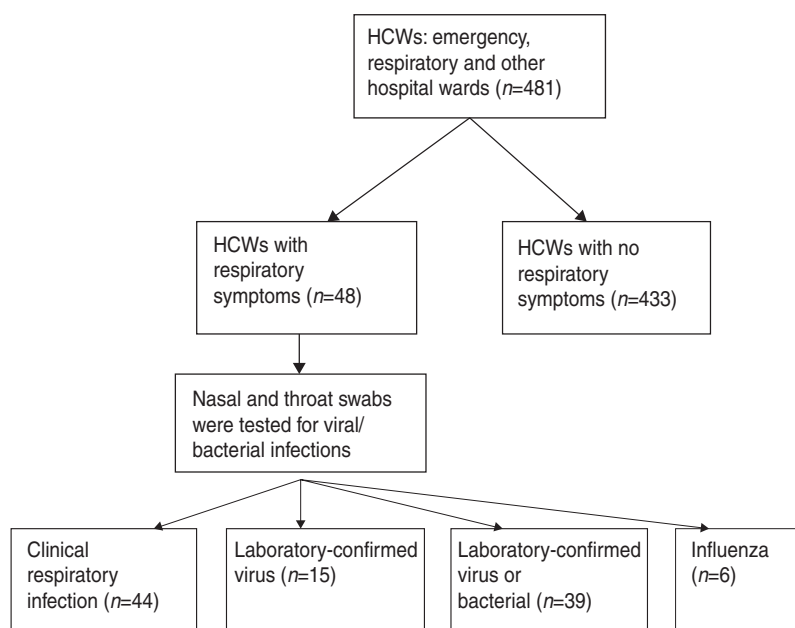 HCWs: emergency,
respiratory and other
hospital wards (n=481)
HCWs with
respiratory
symptoms (n=48)
HCWs with no
respiratory
symptoms (n=433)
Nasal and throat swabs
were tested for viral/
bacterial infections
Clinical
respiratory
infection (n=44)
Laboratory-confirmed
virus (n=15)
Laboratory-confirmed
virus or
bacterial (n=39)
Influenza
(n=6)